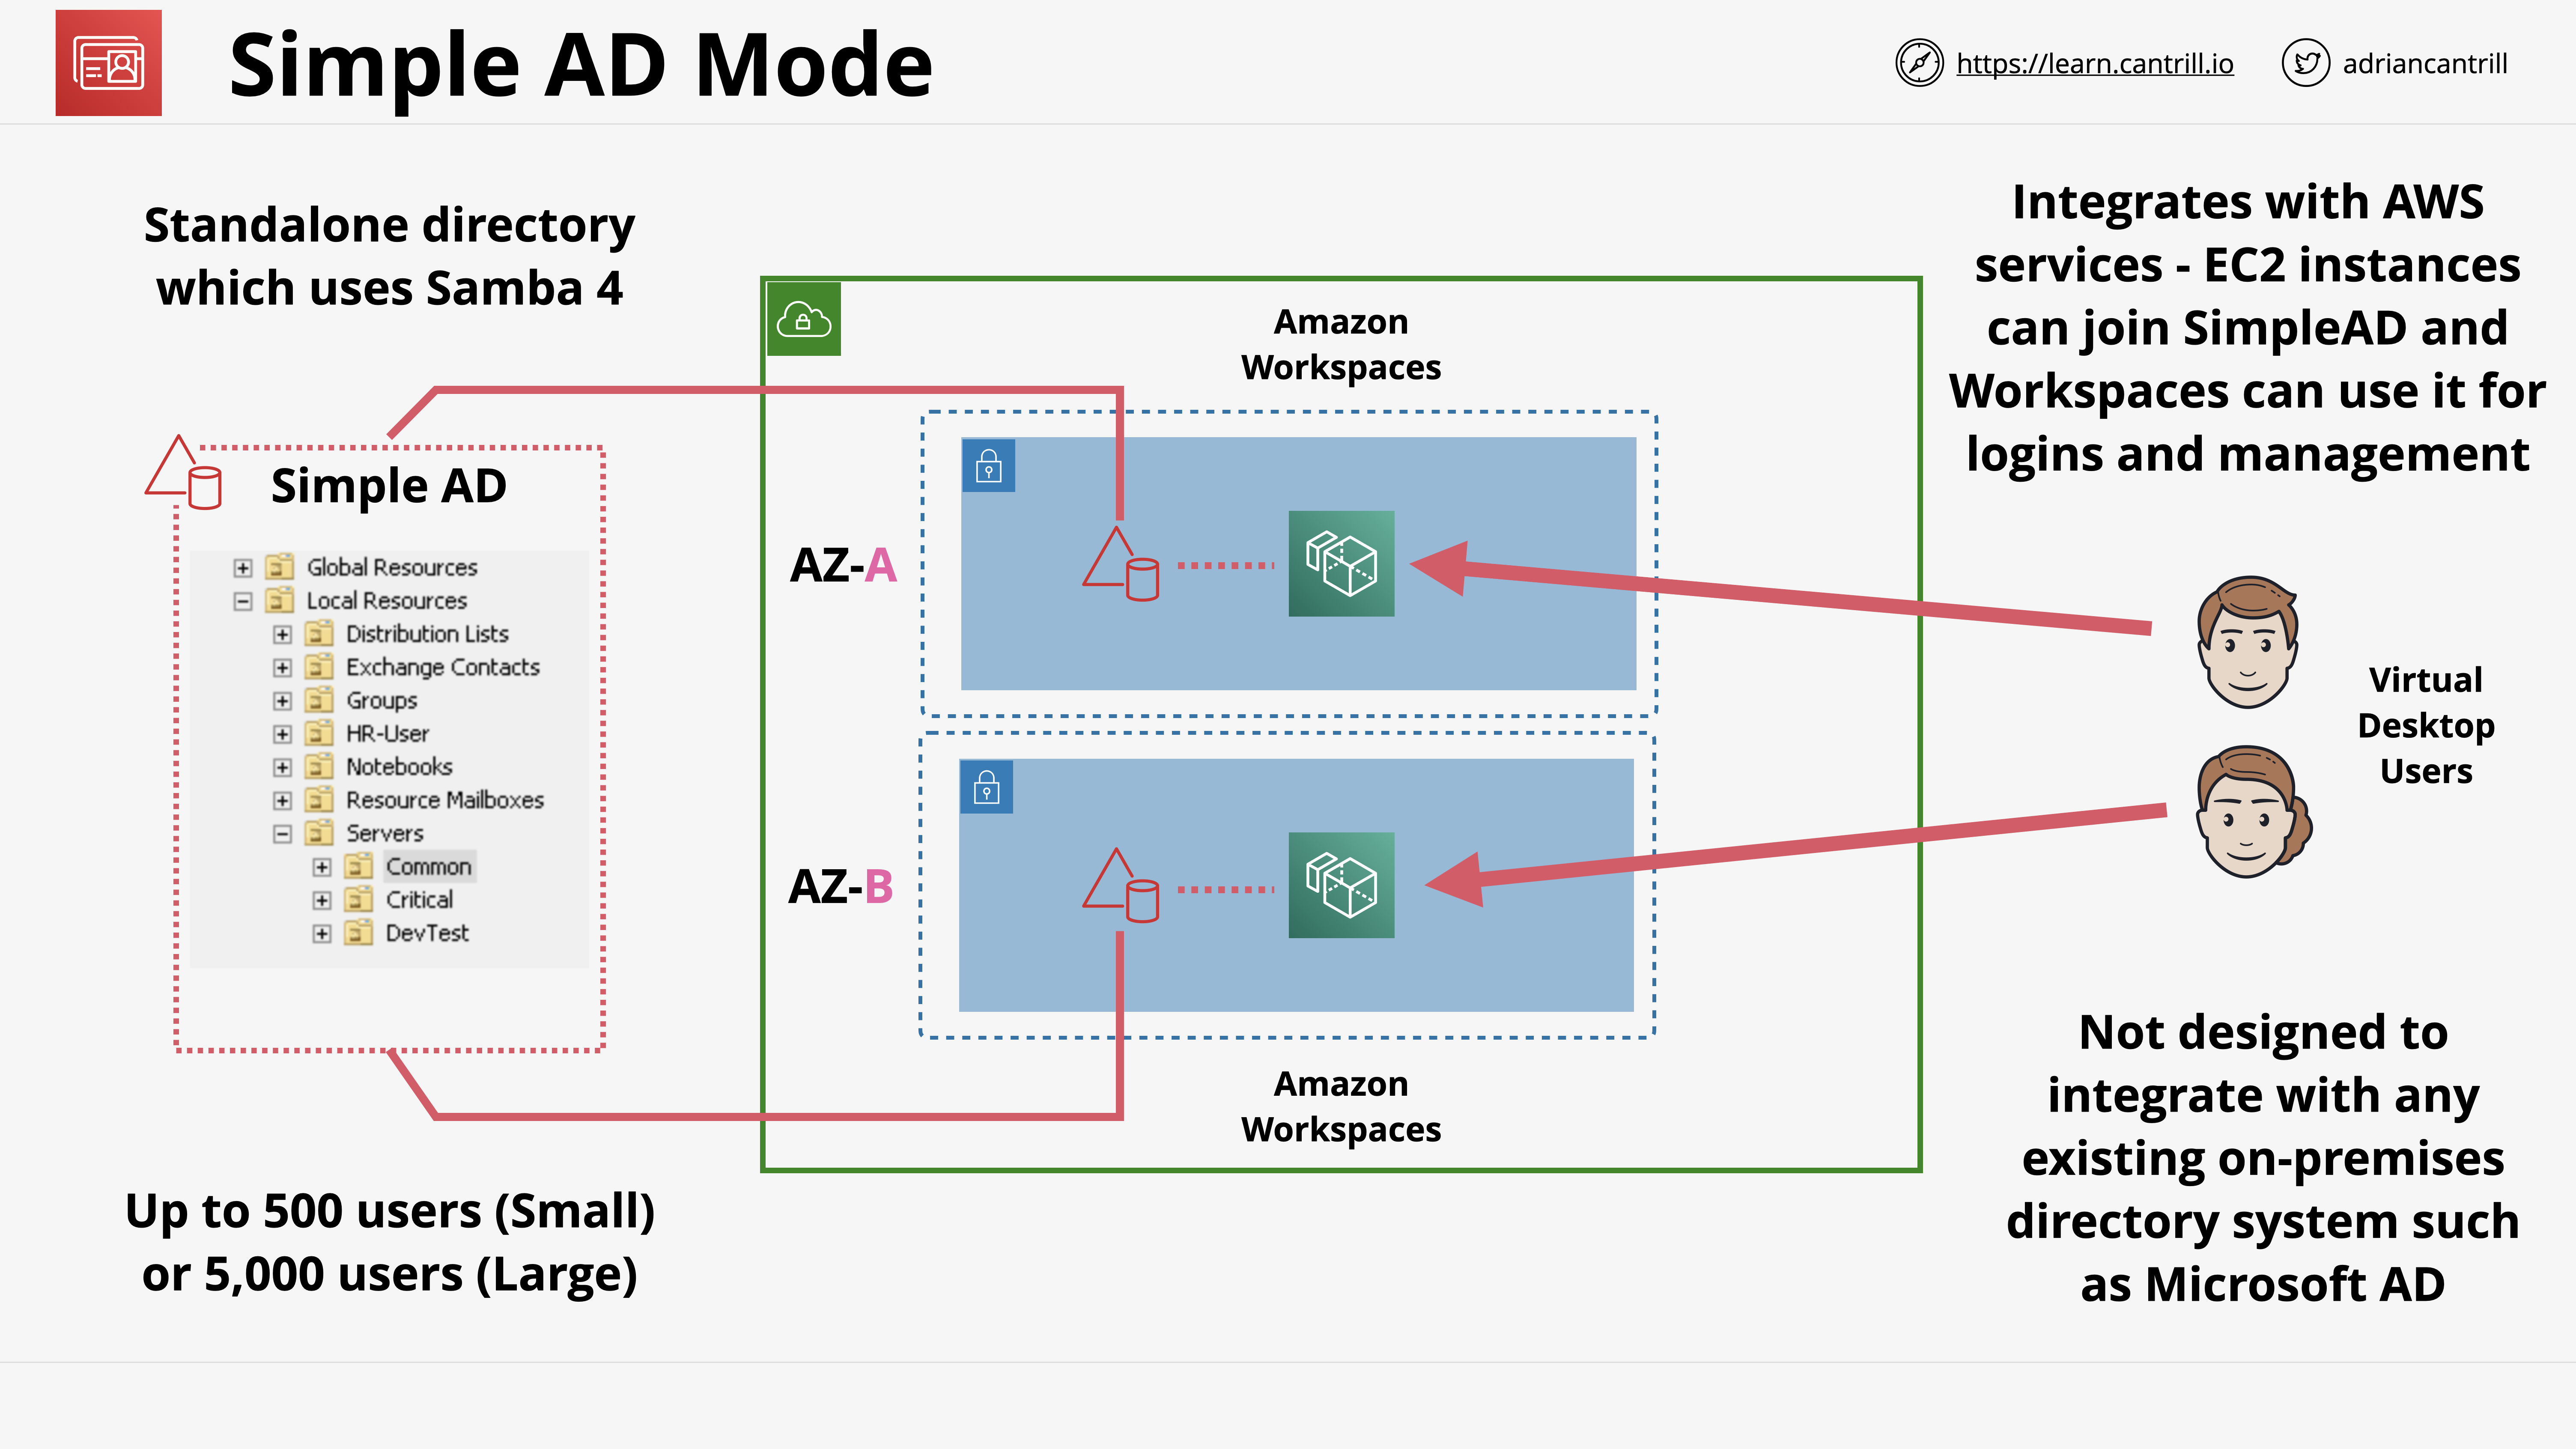 Simple AD Mode
https://learn.cantrill.io
adriancantrill
Standalone directory
which uses Samba 4
Simple AD
Global Resources
Local Resources
Distribution Lists
Exchange Contacts
Groups
HR-User
Notebooks
Resource Mailboxes
Servers
Common
Critical
DevTest
Up to 500 users (Small)
or 5,000 users (Large)
Amazon
Workspaces
AZ-A
AZ-B
Amazon
Workspaces
Integrates with AWS
services - EC2 instances
can join SimpleAD and
Workspaces can use it for
logins and management
Virtual
Desktop
Users
Not designed to
integrate with any
existing on-premises
directory system such
as Microsoft AD